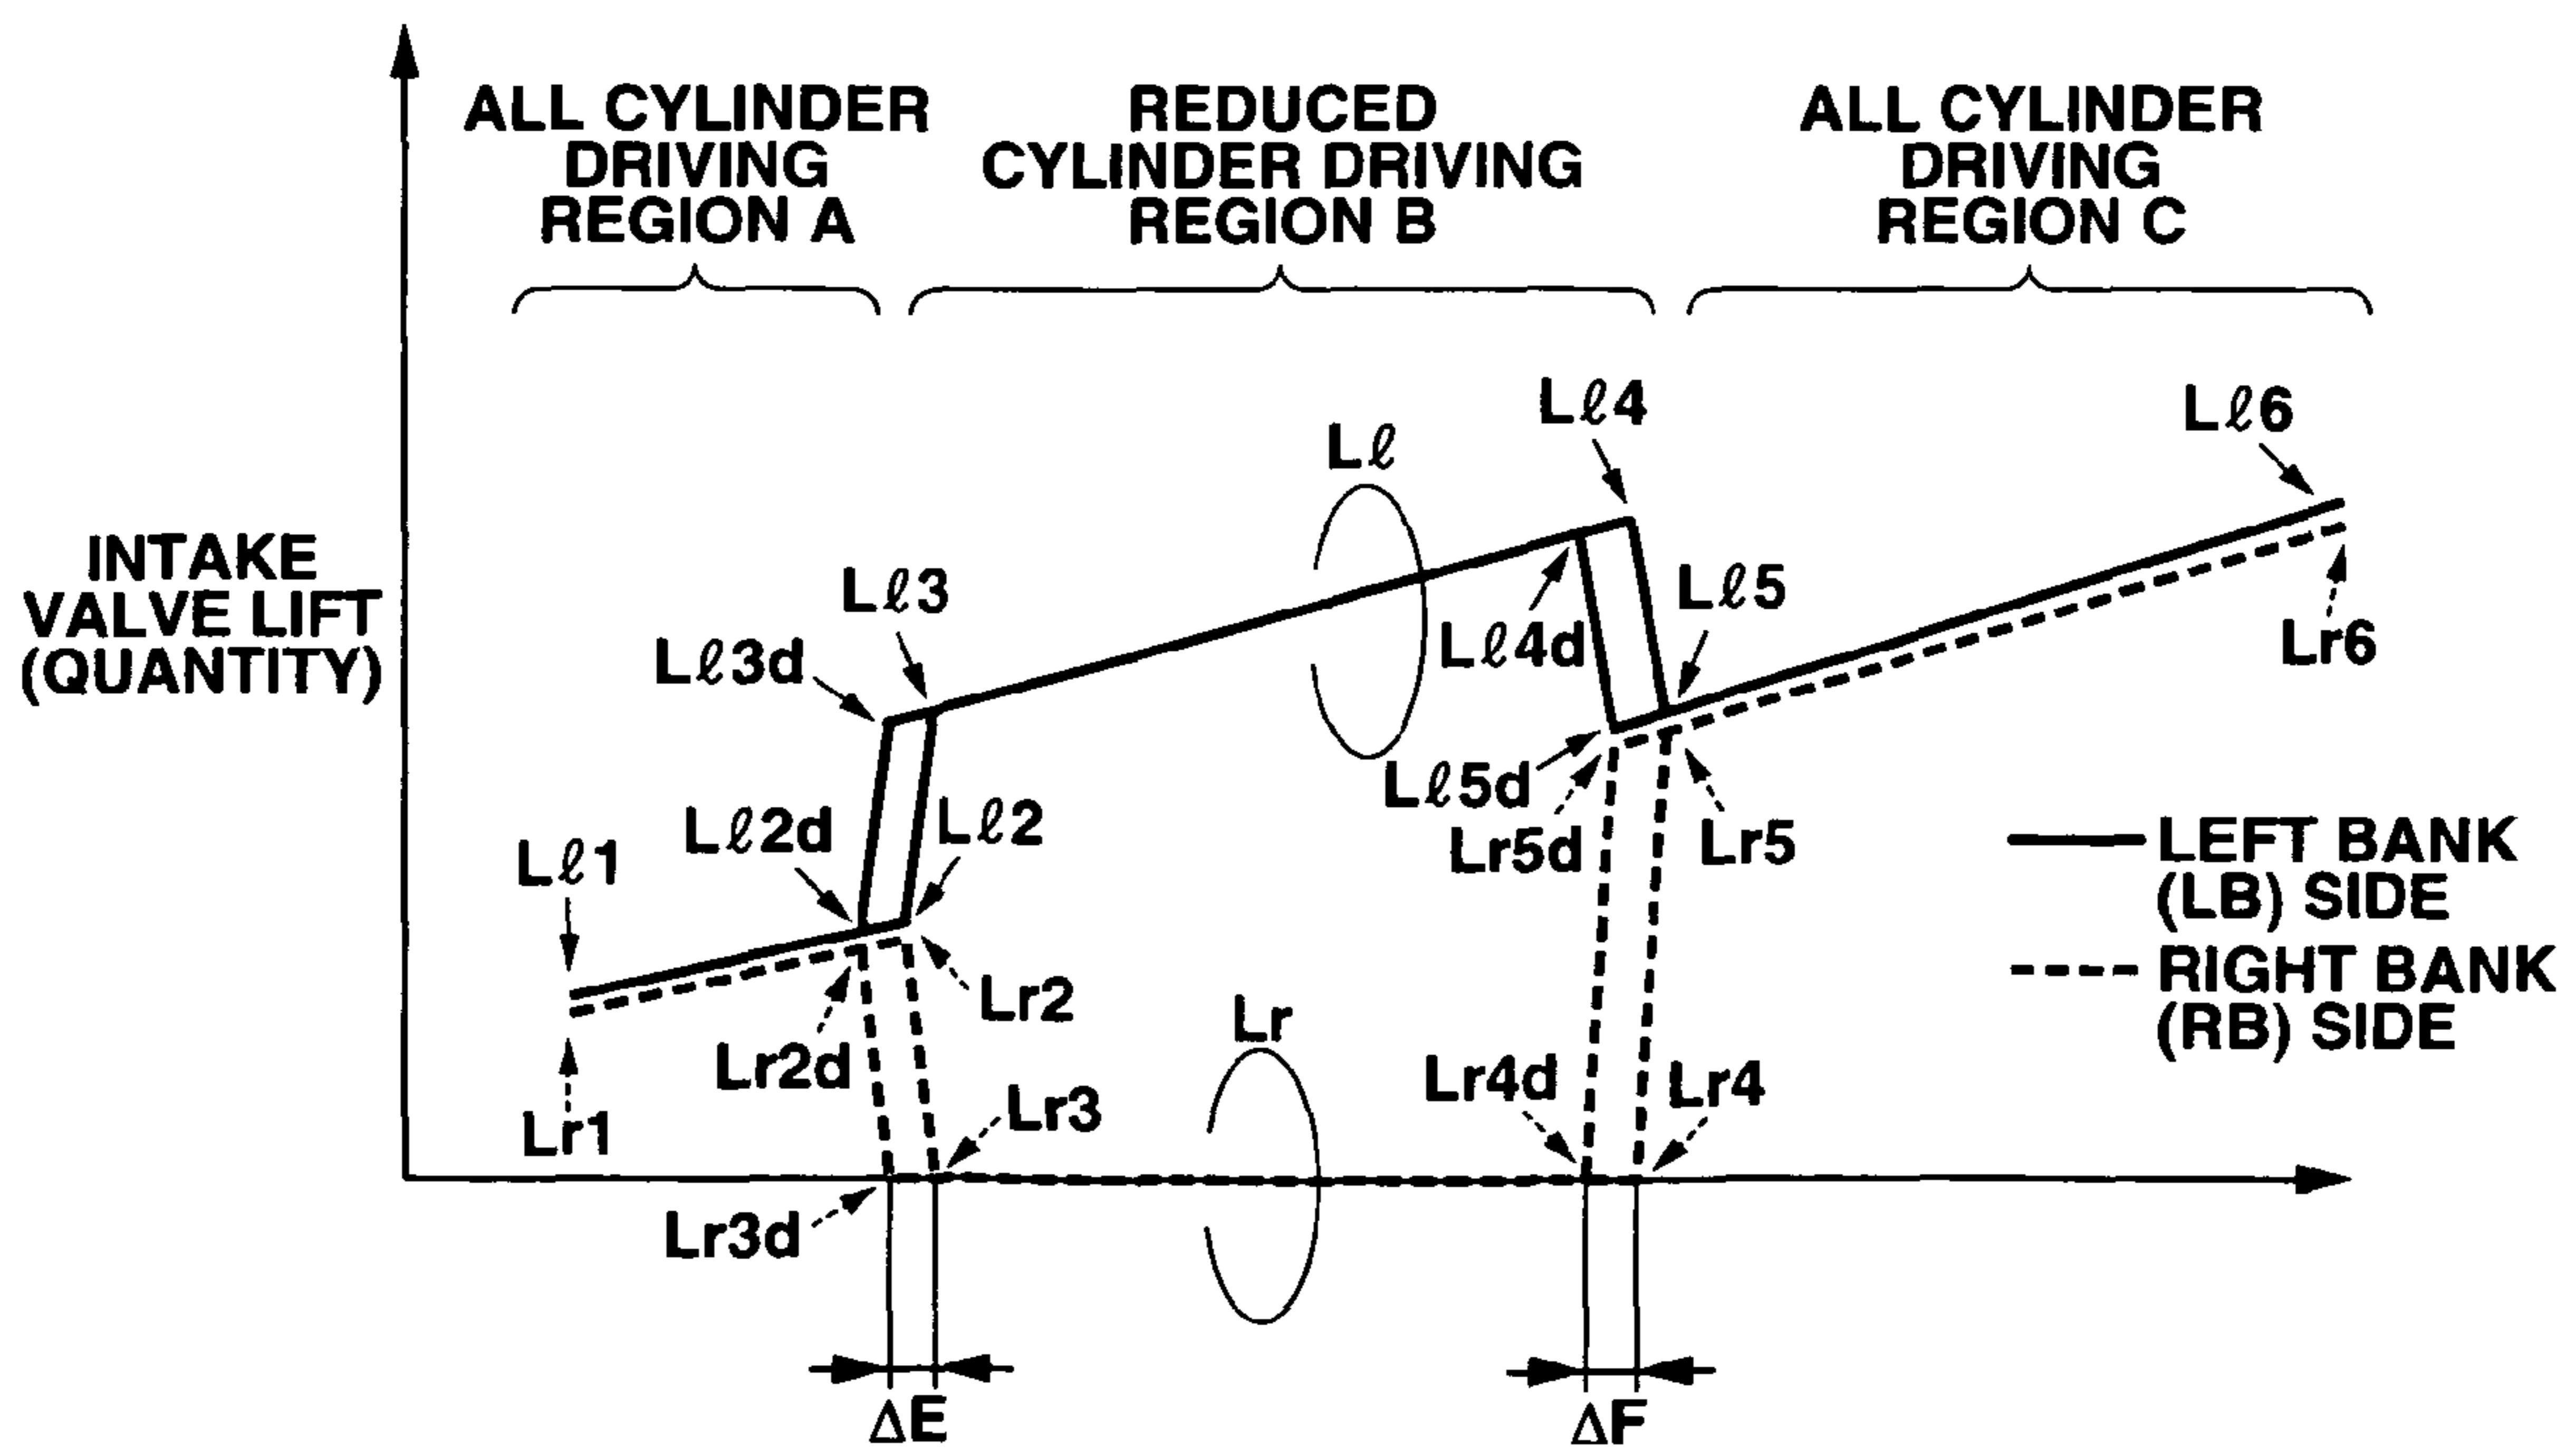 ALL CYLINDER
DRIVING
REGION A
REDUCED
CYLINDER DRIVING
REGION B
ALL CYLINDER
DRIVING
REGION C
INTAKE
VALVE LIFT
(QUANTITY)
Lℓ4
Lℓ6
Lℓ
Lℓ3
Lℓ5
Lℓ3d
Lℓ4d
Lr6
Lℓ5d
Lℓ2d
Lℓ2
Lℓ1
Lr5d
Lr5
LEFT BANK
(LB) SIDE
RIGHT BANK
(RB) SIDE
Lr2
Lr
Lr2d
Lr4d
Lr4
Lr3
Lr1
Lr3d
ΔE
ΔF